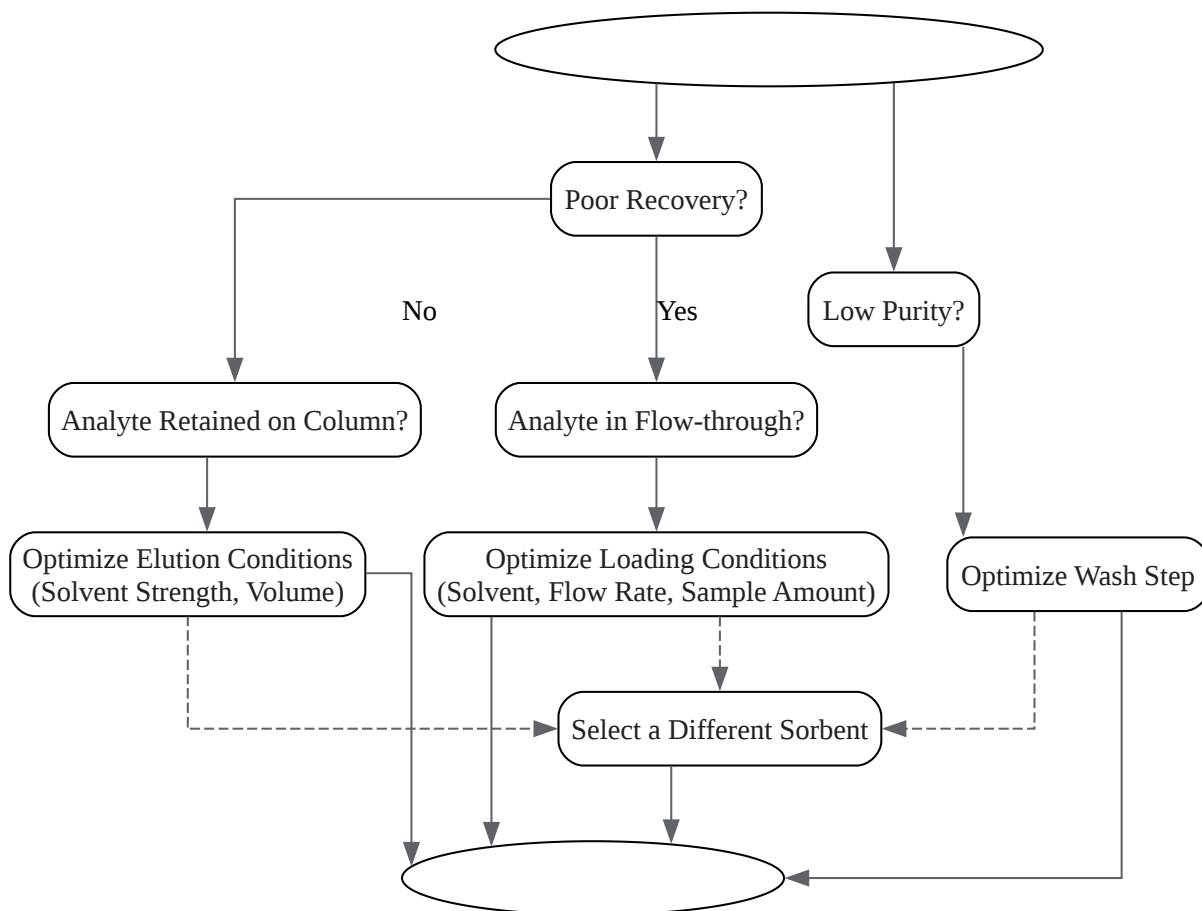 Poor Recovery?
No
Yes
Low Purity?
Analyte Retained on Column?
Analyte in Flow-through?
Optimize Elution Conditions
(Solvent Strength, Volume)
Optimize Loading Conditions
(Solvent, Flow Rate, Sample Amount)
Optimize Wash Step
Select a Different Sorbent